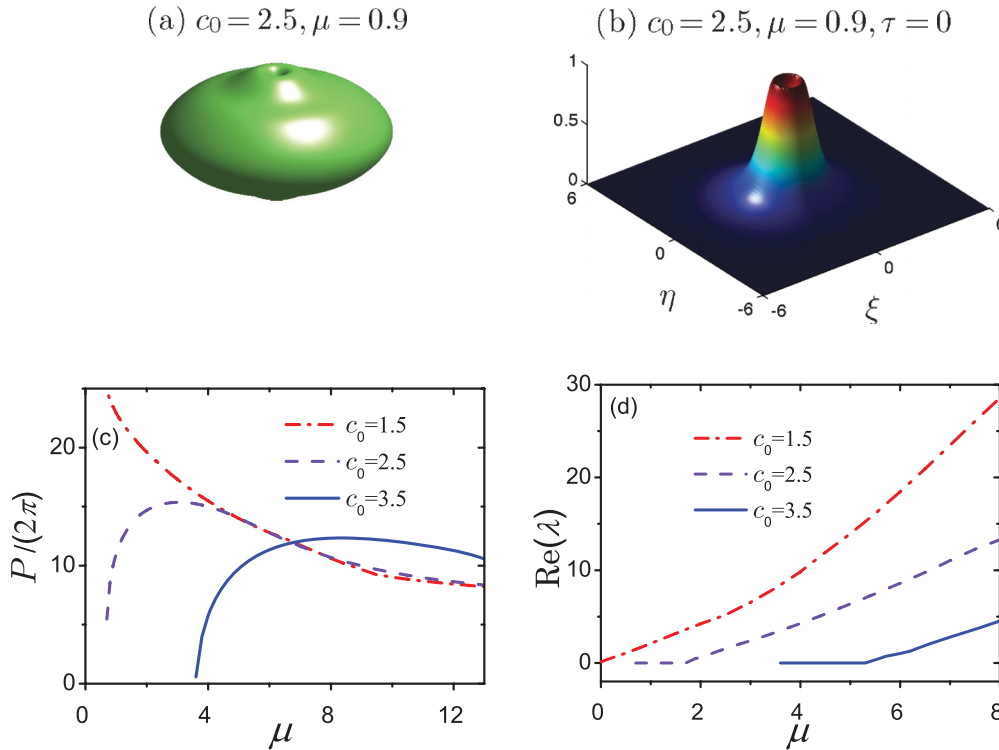 (a) c₀ = 2.5, μ = 0.9
(b) c₀ = 2.5, μ = 0.9, τ = 0
1
0.5
0
6
0
-6
-6
0
6
η
ξ
(c)
c₀=1.5
c₀=2.5
c₀=3.5
20
10
0
P/(2π)
0 4 8 12
μ
(d)
c₀=1.5
c₀=2.5
c₀=3.5
30
20
10
0
Re(λ)
0 2 4 6 8
μ